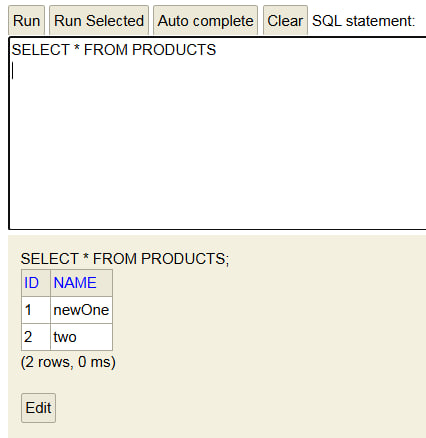 Run Run Selected Auto complete Clear SQL statement:
SELECT * FROM PRODUCTS
SELECT * FROM PRODUCTS;
ID NAME
1 newOne
2 two
(2 rows, 0 ms)
Edit